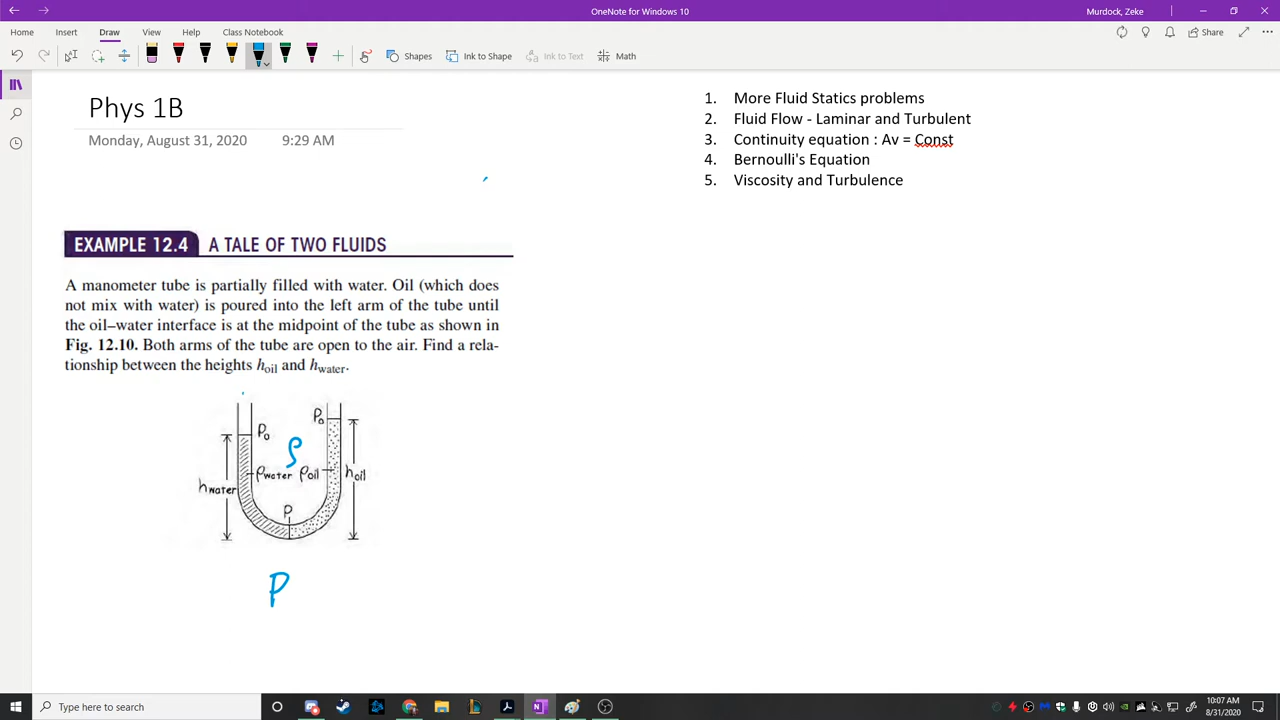 OneNote for Windows 10
Murdock, Zeke
Home Insert Draw View Help Class Notebook
Share
Shapes Ink to Shape Ink to Text Math
Phys 1B
Monday, August 31, 2020 9:29 AM
1. More Fluid Statics problems
2. Fluid Flow - Laminar and Turbulent
3. Continuity equation : Av = Const
4. Bernoulli's Equation
5. Viscosity and Turbulence
EXAMPLE 12.4 A TALE OF TWO FLUIDS
A manometer tube is partially filled with water. Oil (which does
not mix with water) is poured into the left arm of the tube until
the oil–water interface is at the midpoint of the tube as shown in
Fig. 12.10. Both arms of the tube are open to the air. Find a rela-
tionship between the heights hoil and hwater.
P₀ P₀
ρ
hwater ρwater ρoil hoil
P
P
Type here to search
10:07 AM
8/31/2020